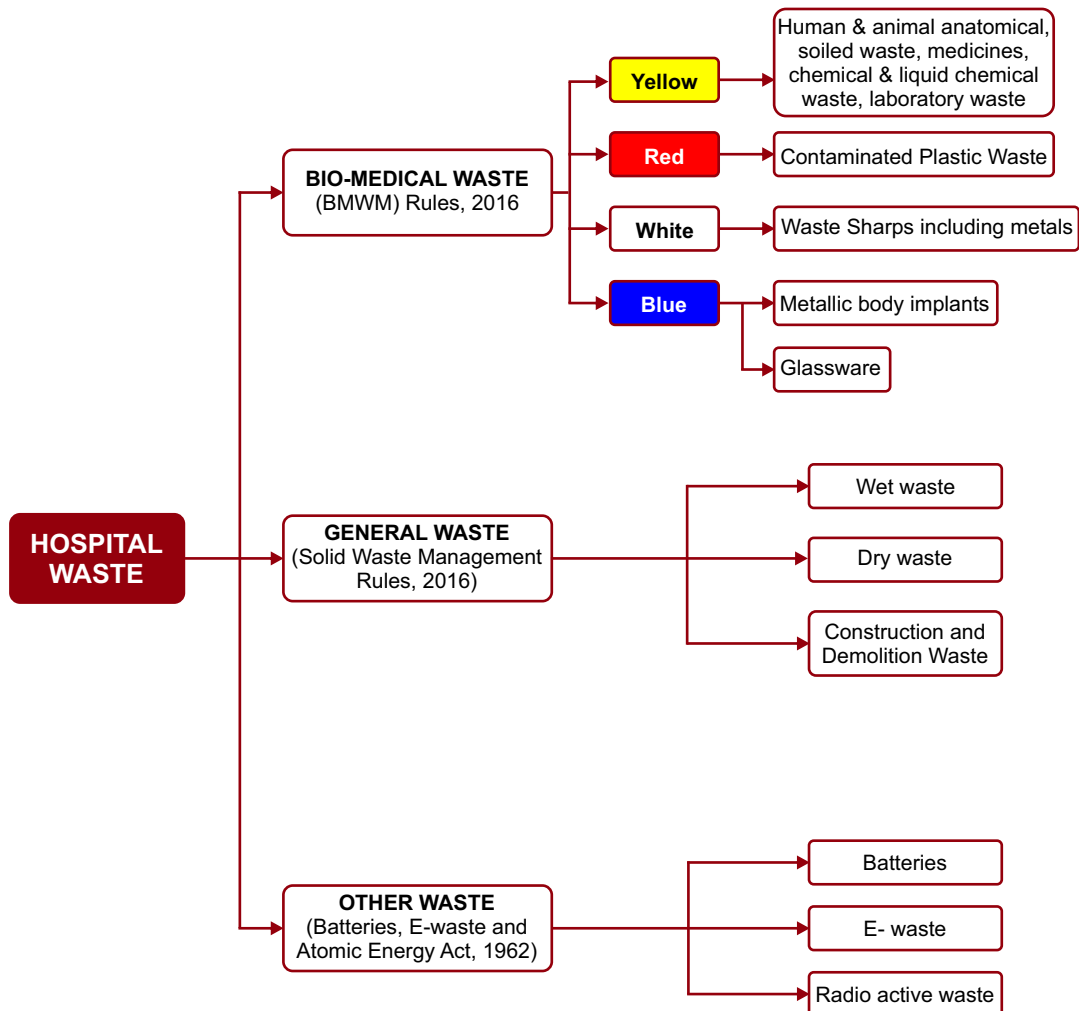 HOSPITAL
WASTE
BIO-MEDICAL WASTE
(BMWM) Rules, 2016
Yellow
Human & animal anatomical,
soiled waste, medicines,
chemical & liquid chemical
waste, laboratory waste
Red
Contaminated Plastic Waste
White
Waste Sharps including metals
Blue
Metallic body implants
Glassware
GENERAL WASTE
(Solid Waste Management
Rules, 2016)
Wet waste
Dry waste
Construction and
Demolition Waste
OTHER WASTE
(Batteries, E-waste and
Atomic Energy Act, 1962)
Batteries
E- waste
Radio active waste